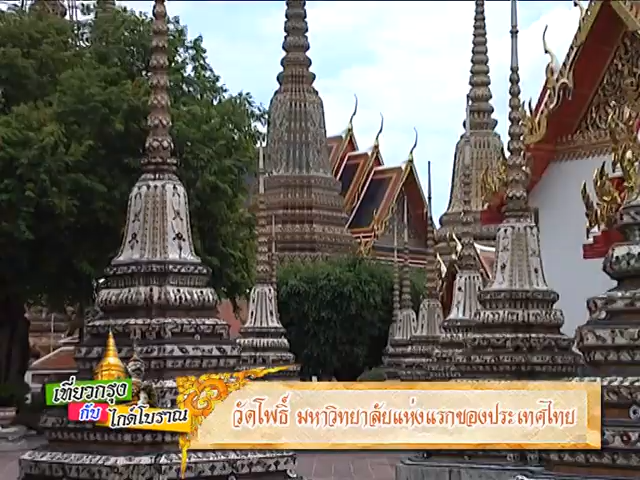 เที่ยวกรุง
กับ ไกด์โบราณ
วัดโพธิ์ มหาวิทยาลัยแห่งแรกของประเทศไทย